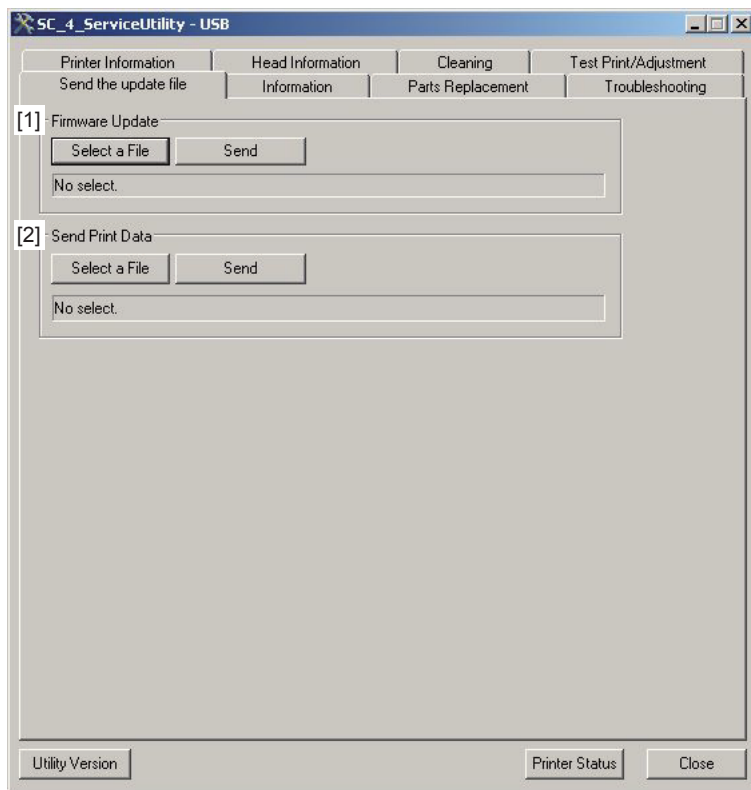 SC_4_ServiceUtility - USB
Printer Information Head Information Cleaning Test Print/Adjustment
Send the update file Information Parts Replacement Troubleshooting
[1] Firmware Update
Select a File Send
No select.
[2] Send Print Data
Select a File Send
No select.
Utility Version Printer Status Close